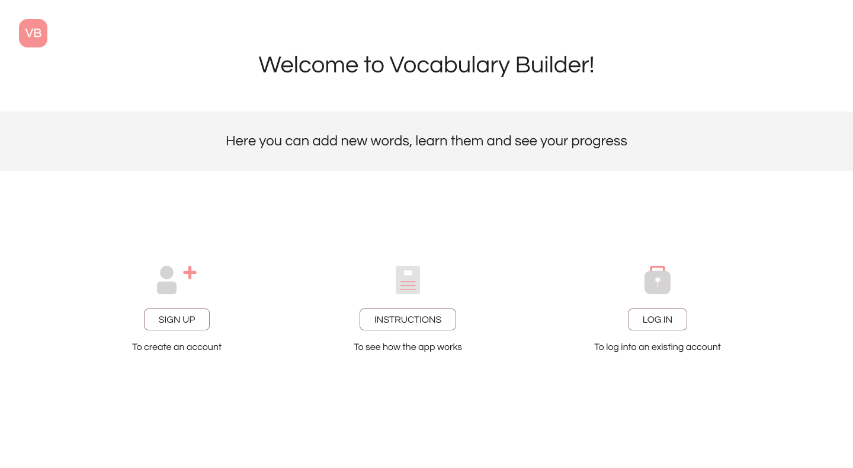 VB
Welcome to Vocabulary Builder!
Here you can add new words, learn them and see your progress
SIGN UP
To create an account
INSTRUCTIONS
To see how the app works
LOG IN
To log into an existing account